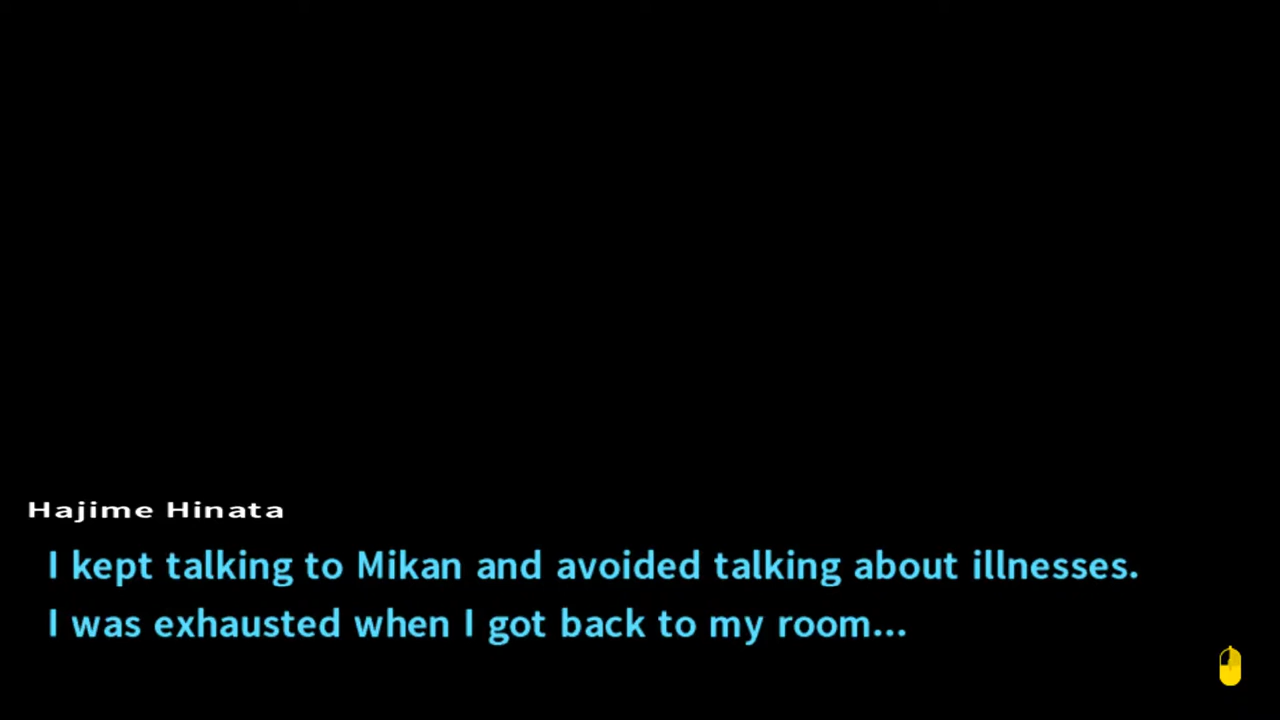 Hajime Hinata
I kept talking to Mikan and avoided talking about illnesses.
I was exhausted when I got back to my room...